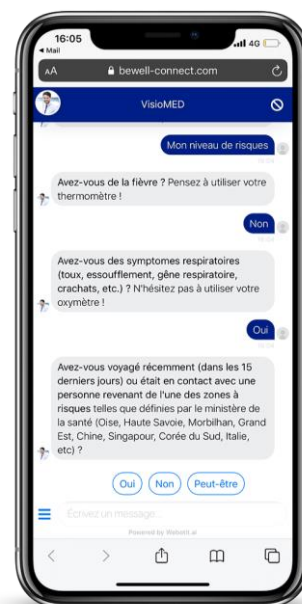 16:05
4G
◀ Mail
AA
bewell-connect.com
VisioMED
Mon niveau de risques
Avez-vous de la fièvre ? Pensez à utiliser votre
thermomètre !
Non
Avez-vous des symptomes respiratoires
(toux, essoufflement, gêne respiratoire,
crachats, etc.) ? N'hésitez pas à utiliser votre
oxymètre !
Oui
Avez-vous voyagé récemment (dans les 15
derniers jours) ou était en contact avec une
personne revenant de l'une des zones à
risques telles que définies par le ministère de
la santé (Oise, Haute Savoie, Morbilhan, Grand
Est, Chine, Singapour, Corée du Sud, Italie,
etc) ?
Oui Non Peut-être
Écrivez un message...
Powered by Webotit.ai